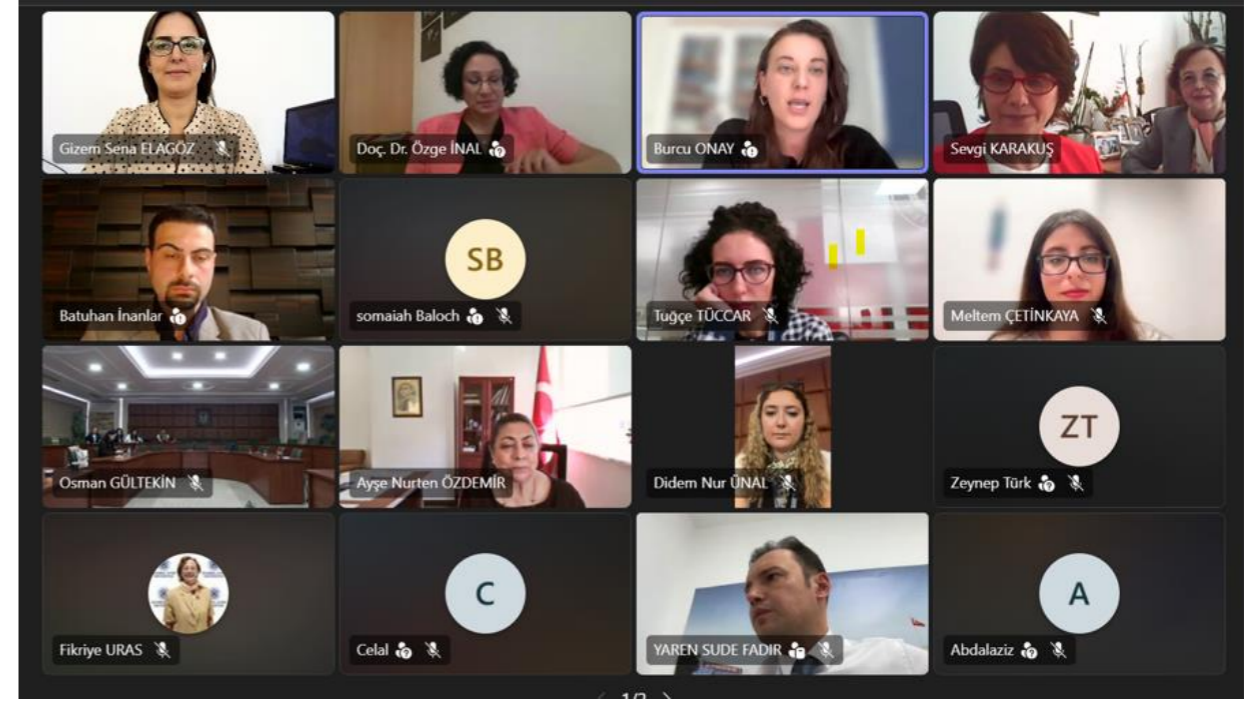 Gizem Sena ELAGÖZ
Doç. Dr. Özge İNAL
Burcu ONAY
Sevgi KARAKUŞ
Batuhan İnanlar
SB
somaiah Baloch
Tuğçe TÜCCAR
Meltem ÇETİNKAYA
Osman GÜLTEKİN
Ayşe Nurten ÖZDEMİR
Didem Nur ÜNAL
ZT
Zeynep Türk
Fikriye URAS
C
Celal
YAREN SUDE FADIR
A
Abdalaziz